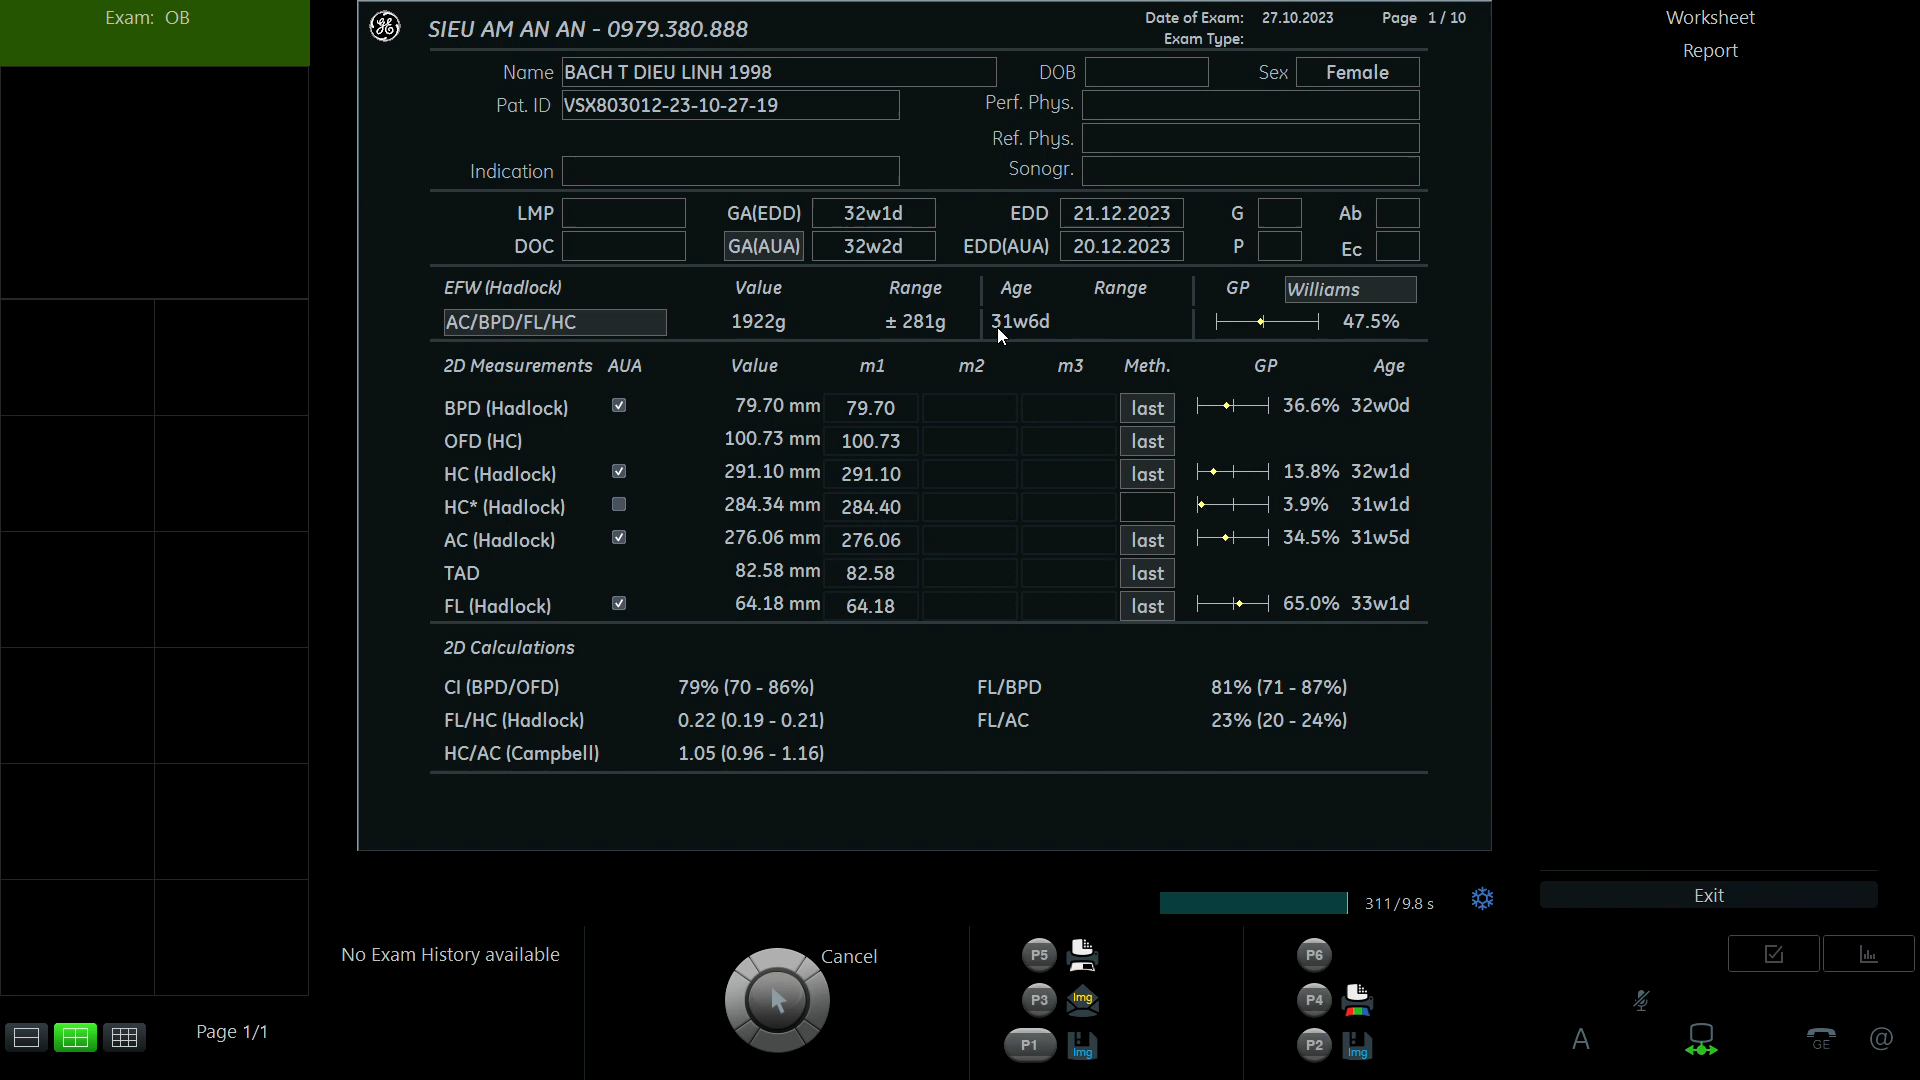 Exam: OB
SIEU AM AN AN - 0979.380.888
Date of Exam: 27.10.2023 Page 1 / 10
Exam Type:
Name BACH T DIEU LINH 1998 DOB Sex Female
Pat. ID VSX803012-23-10-27-19 Perf. Phys.
Ref. Phys.
Indication Sonogr.
LMP GA(EDD) 32w1d EDD 21.12.2023 G Ab
DOC GA(AUA) 32w2d EDD(AUA) 20.12.2023 P Ec
EFW (Hadlock) Value Range Age Range GP Williams
AC/BPD/FL/HC 1922g ± 281g 31w6d 47.5%
2D Measurements AUA Value m1 m2 m3 Meth. GP Age
BPD (Hadlock) 79.70 mm 79.70 last 36.6% 32w0d
OFD (HC) 100.73 mm 100.73 last
HC (Hadlock) 291.10 mm 291.10 last 13.8% 32w1d
HC* (Hadlock) 284.34 mm 284.40 3.9% 31w1d
AC (Hadlock) 276.06 mm 276.06 last 34.5% 31w5d
TAD 82.58 mm 82.58 last
FL (Hadlock) 64.18 mm 64.18 last 65.0% 33w1d
2D Calculations
CI (BPD/OFD) 79% (70 - 86%) FL/BPD 81% (71 - 87%)
FL/HC (Hadlock) 0.22 (0.19 - 0.21) FL/AC 23% (20 - 24%)
HC/AC (Campbell) 1.05 (0.96 - 1.16)
Worksheet
Report
311/9.8 s
Exit
No Exam History available
Cancel
P5 P6
P3 Img P4
P1 Img P2 Img
Page 1/1
A GE @